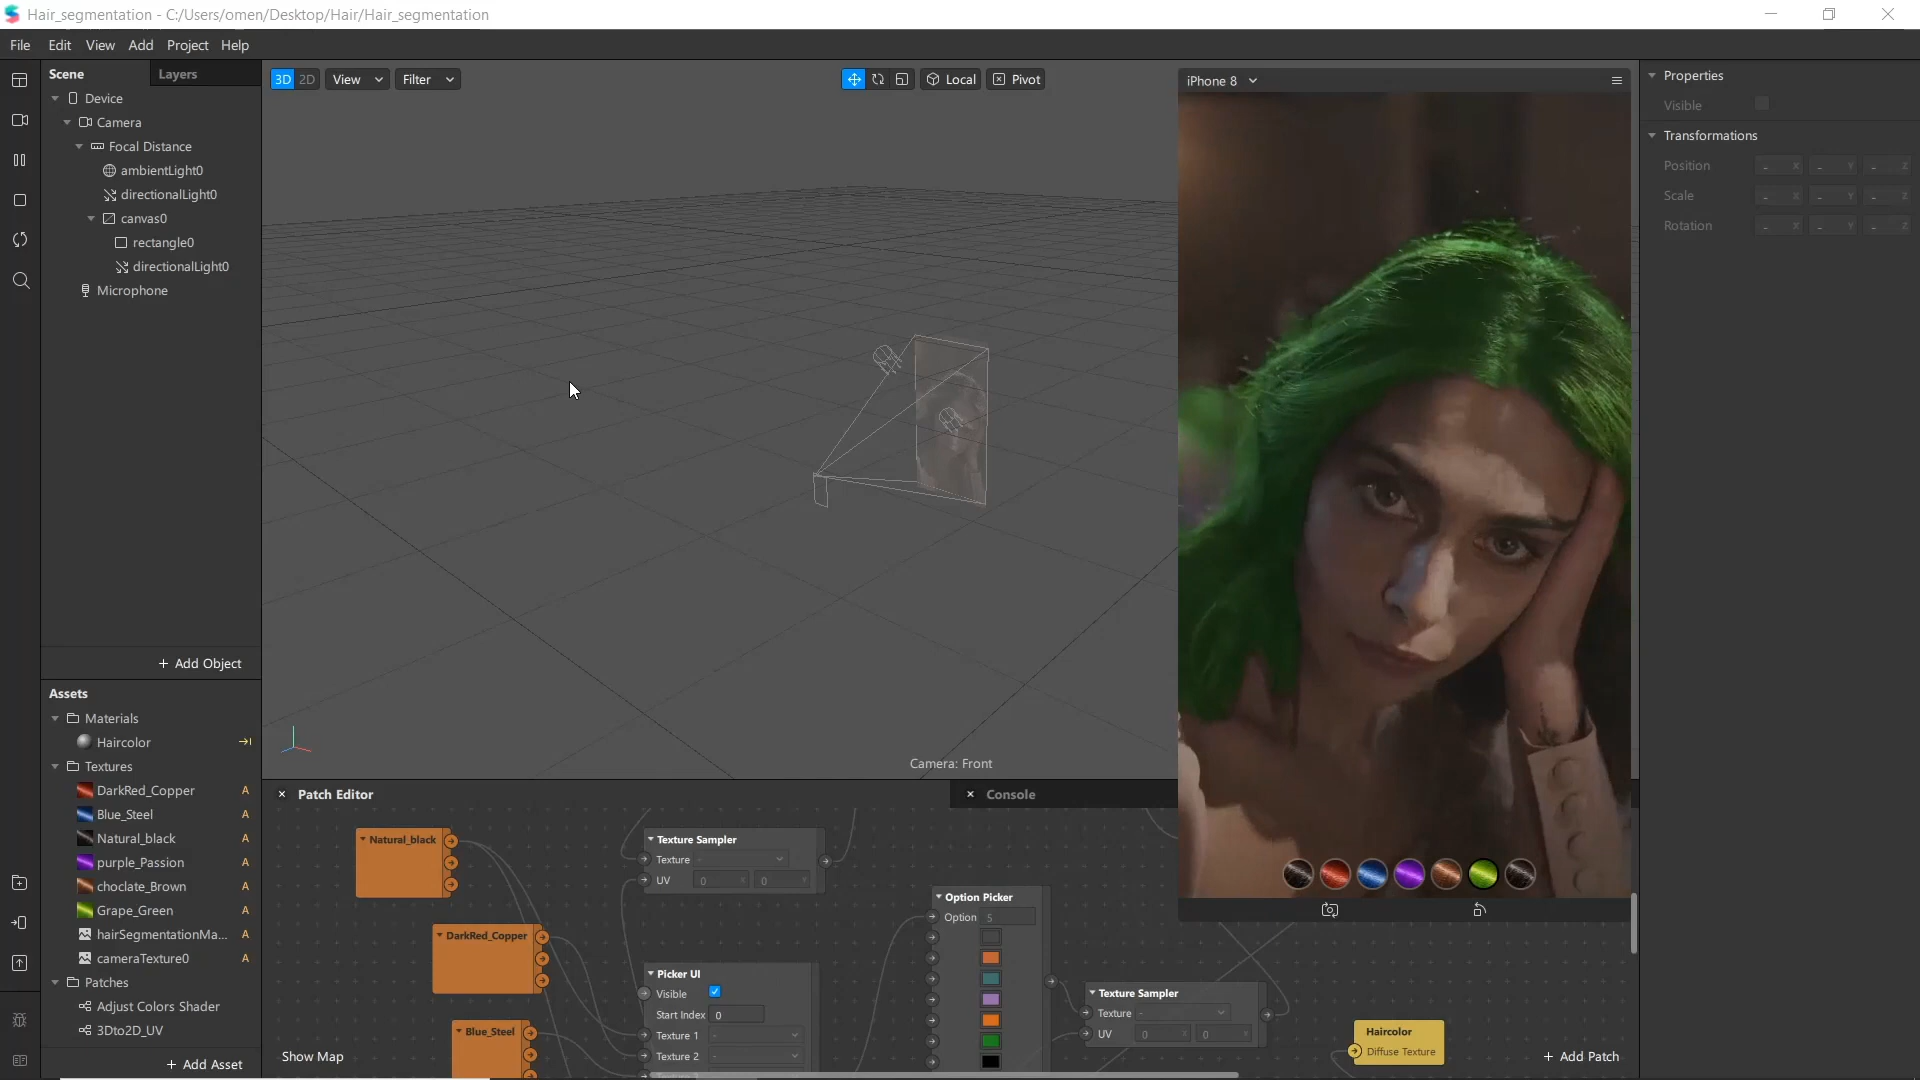 Hair_segmentation - C:/Users/omen/Desktop/Hair/Hair_segmentation
File Edit View Add Project Help
Scene Layers
Device
Camera
Focal Distance
ambientLight0
directionalLight0
canvas0
rectangle0
directionalLight0
Microphone
+ Add Object
Assets
Materials
Haircolor
Textures
DarkRed_Copper A
Blue_Steel A
Natural_black A
purple_Passion A
choclate_Brown A
Grape_Green A
hairSegmentationMa... A
cameraTexture0 A
Patches
Adjust Colors Shader
3Dto2D_UV
+ Add Asset
3D 2D View Filter
Local Pivot
Camera: Front
iPhone 8
Properties
Visible
Transformations
Position - X - Y - Z
Scale - X - Y - Z
Rotation - X - Y - Z
× Patch Editor
× Console
Natural_black
DarkRed_Copper
Blue_Steel
Texture Sampler
Texture -
UV 0 X 0 Y
Picker UI
Visible
Start Index 0
Texture 1 -
Texture 2 -
Option Picker
Option 5
Texture Sampler
Texture -
UV 0 X 0 Y
Haircolor
Diffuse Texture
Show Map
+ Add Patch